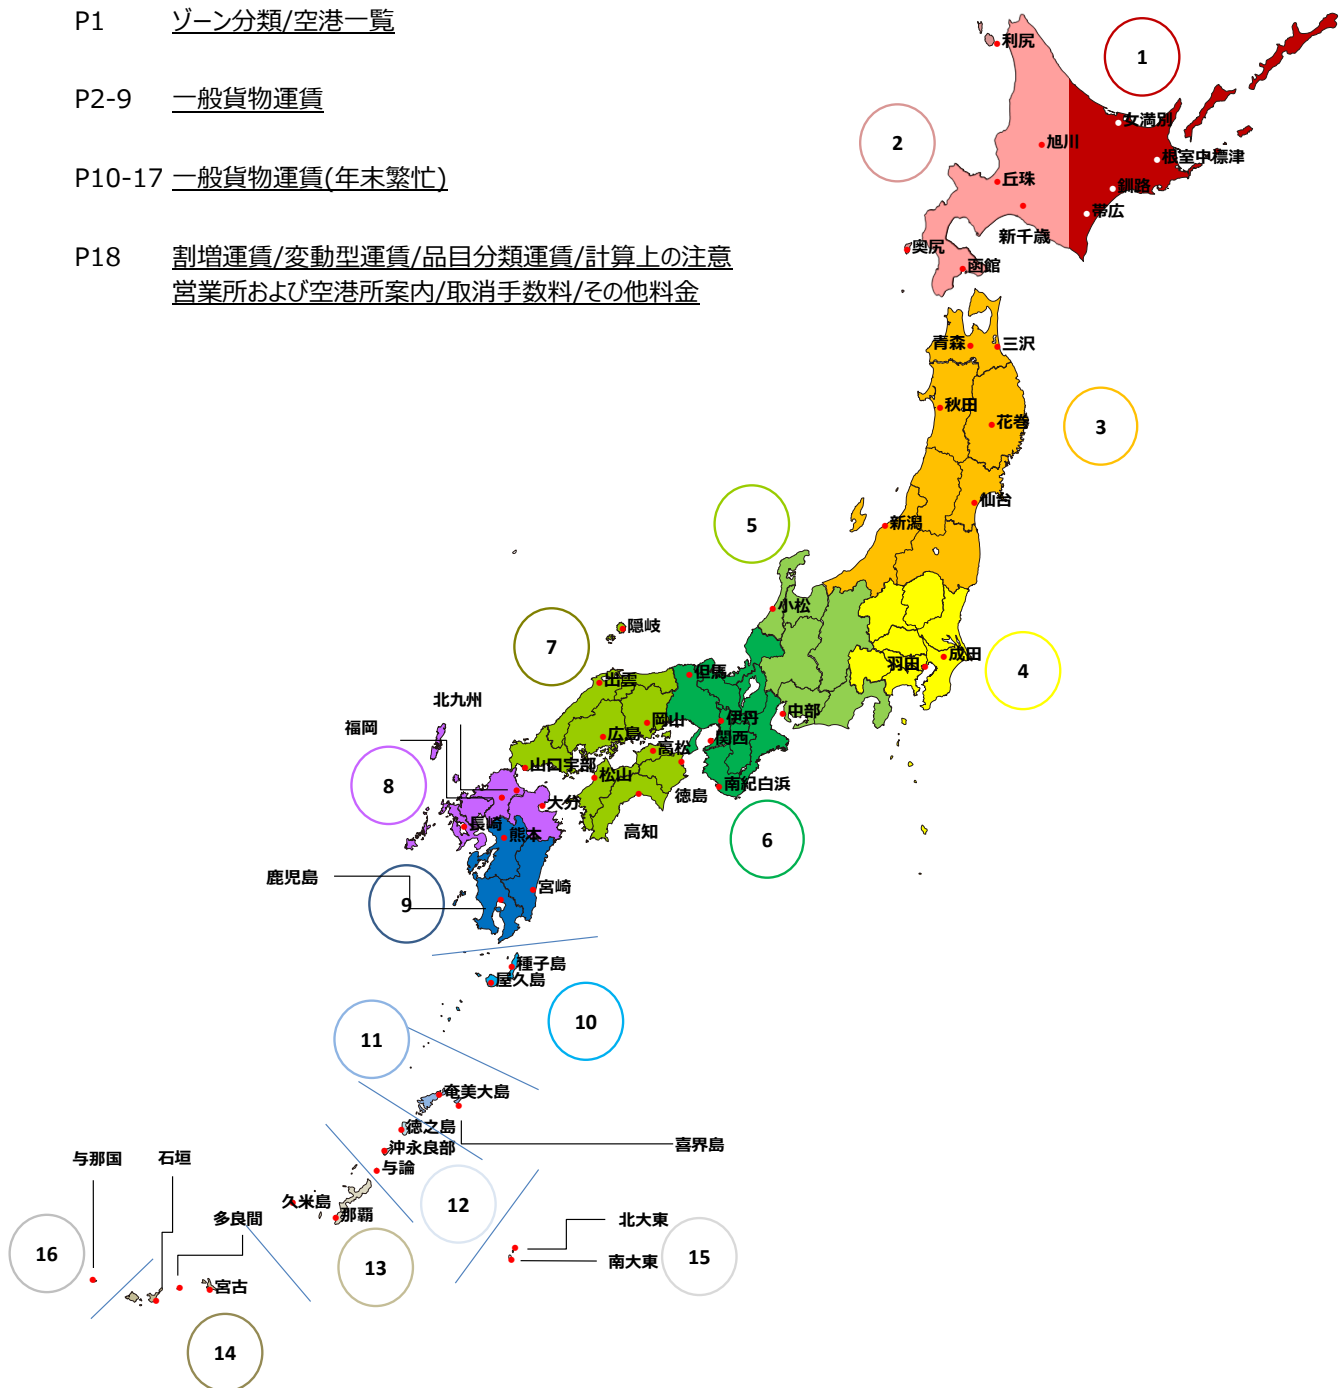 P1 ゾーン分類/空港一覧
P2-9 一般貨物運賃
P10-17 一般貨物運賃(年末繁忙)
P18 割増運賃/変動型運賃/品目分類運賃/計算上の注意
営業所および空港所案内/取消手数料/その他料金
利尻
1
女満別
2
旭川
根室中標津
丘珠
釧路
帯広
新千歳
奥尻
函館
青森
三沢
秋田
花巻
3
仙台
5
新潟
小松
隠岐
7
成田
羽田
4
但馬
出雲
北九州
中部
伊丹
岡山
福岡
広島
関西
高松
山口宇部
松山
南紀白浜
8
徳島
大分
長崎
高知
熊本
6
鹿児島
宮崎
9
種子島
屋久島
10
11
奄美大島
徳之島
喜界島
沖永良部
与那国
石垣
与論
久米島
12
那覇
多良間
北大東
16
13
南大東
15
宮古
14